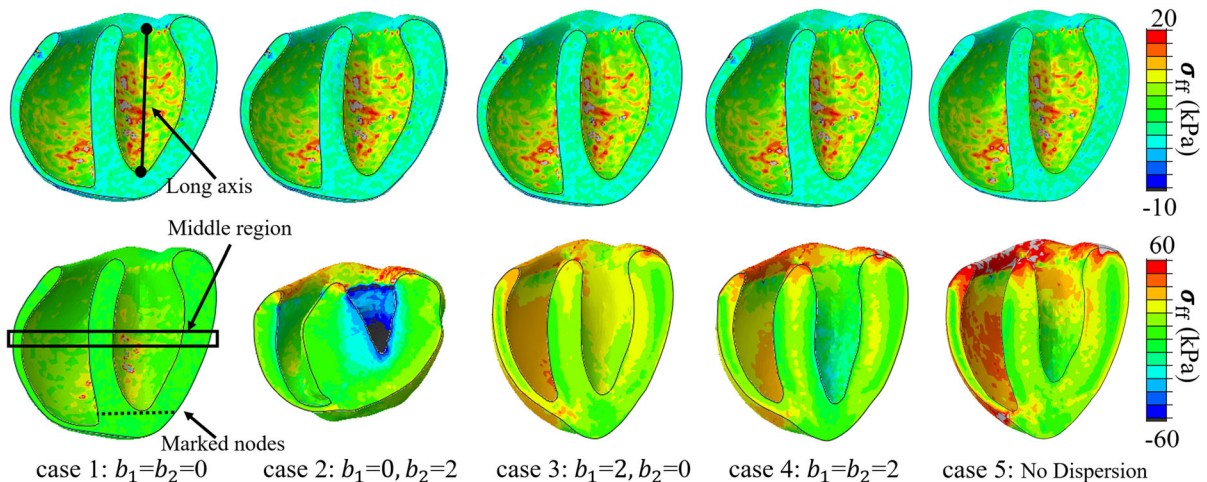 20
σff (kPa)
-10
Long axis
Middle region
60
σff (kPa)
-60
Marked nodes
case 1: b₁=b₂=0
case 2: b₁=0, b₂=2
case 3: b₁=2, b₂=0
case 4: b₁=b₂=2
case 5: No Dispersion